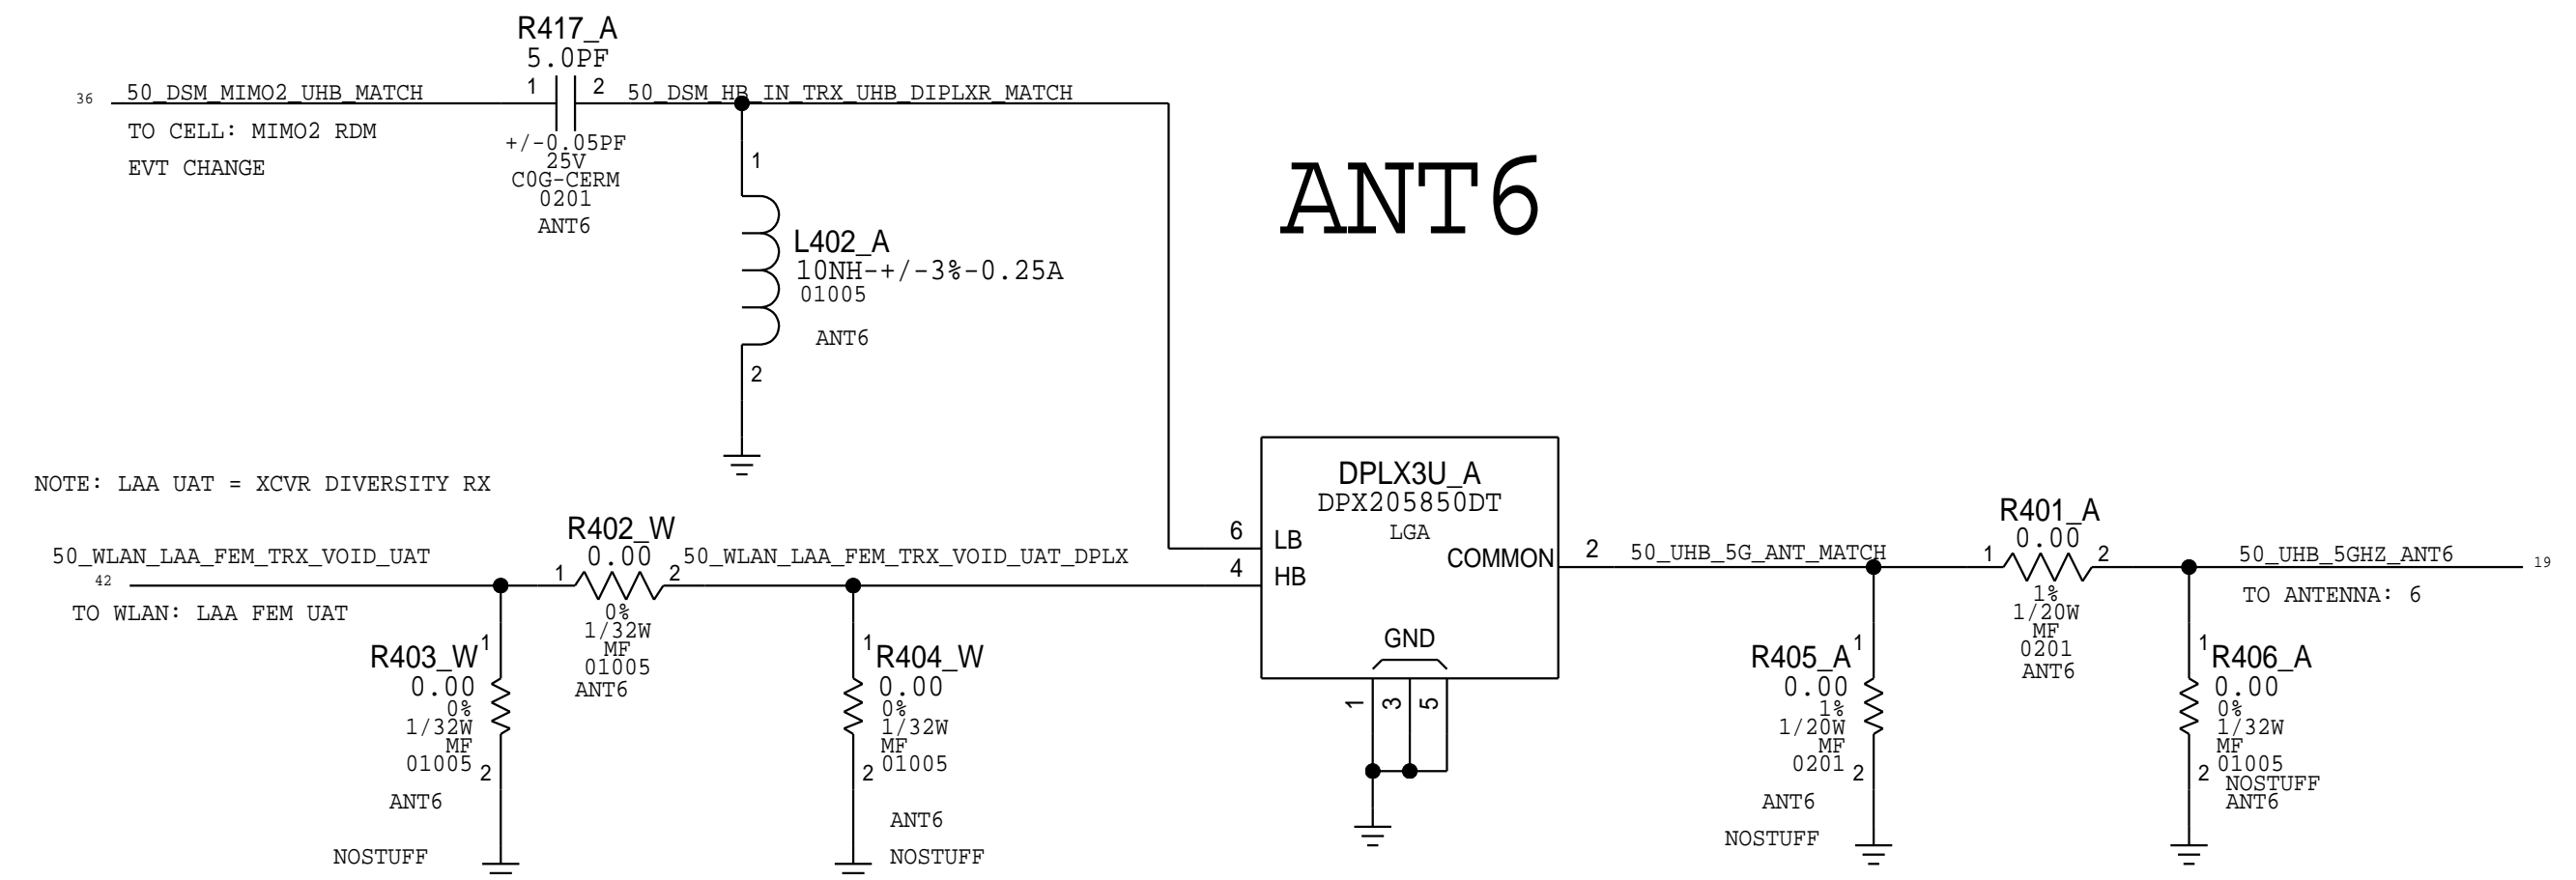 R417_A
5.0PF
1 2
36 50_DSM_MIMO2_UHB_MATCH
50_DSM_HB_IN_TRX_UHB_DIPLXR_MATCH
TO CELL: MIMO2 RDM
EVT CHANGE
+/-0.05PF
25V
C0G-CERM
0201
ANT6
1
L402_A
10NH-+/-3%-0.25A
01005
ANT6
2
ANT6
NOTE: LAA UAT = XCVR DIVERSITY RX
50_WLAN_LAA_FEM_TRX_VOID_UAT
42
TO WLAN: LAA FEM UAT
R402_W
0.00
1 2
0%
1/32W
MF
01005
ANT6
50_WLAN_LAA_FEM_TRX_VOID_UAT_DPLX
R403_W
1
0.00
0%
1/32W
MF
01005
2
ANT6
NOSTUFF
1
R404_W
0.00
0%
1/32W
MF
01005
2
ANT6
NOSTUFF
DPLX3U_A
DPX205850DT
LGA
6 LB
4 HB
COMMON 2
GND
1 3 5
50_UHB_5G_ANT_MATCH
R401_A
0.00
1 2
1%
1/20W
MF
0201
ANT6
50_UHB_5GHZ_ANT6
19
TO ANTENNA: 6
R405_A
1
0.00
1%
1/20W
MF
0201
2
ANT6
NOSTUFF
1
R406_A
0.00
0%
1/32W
MF
01005
2
NOSTUFF
ANT6